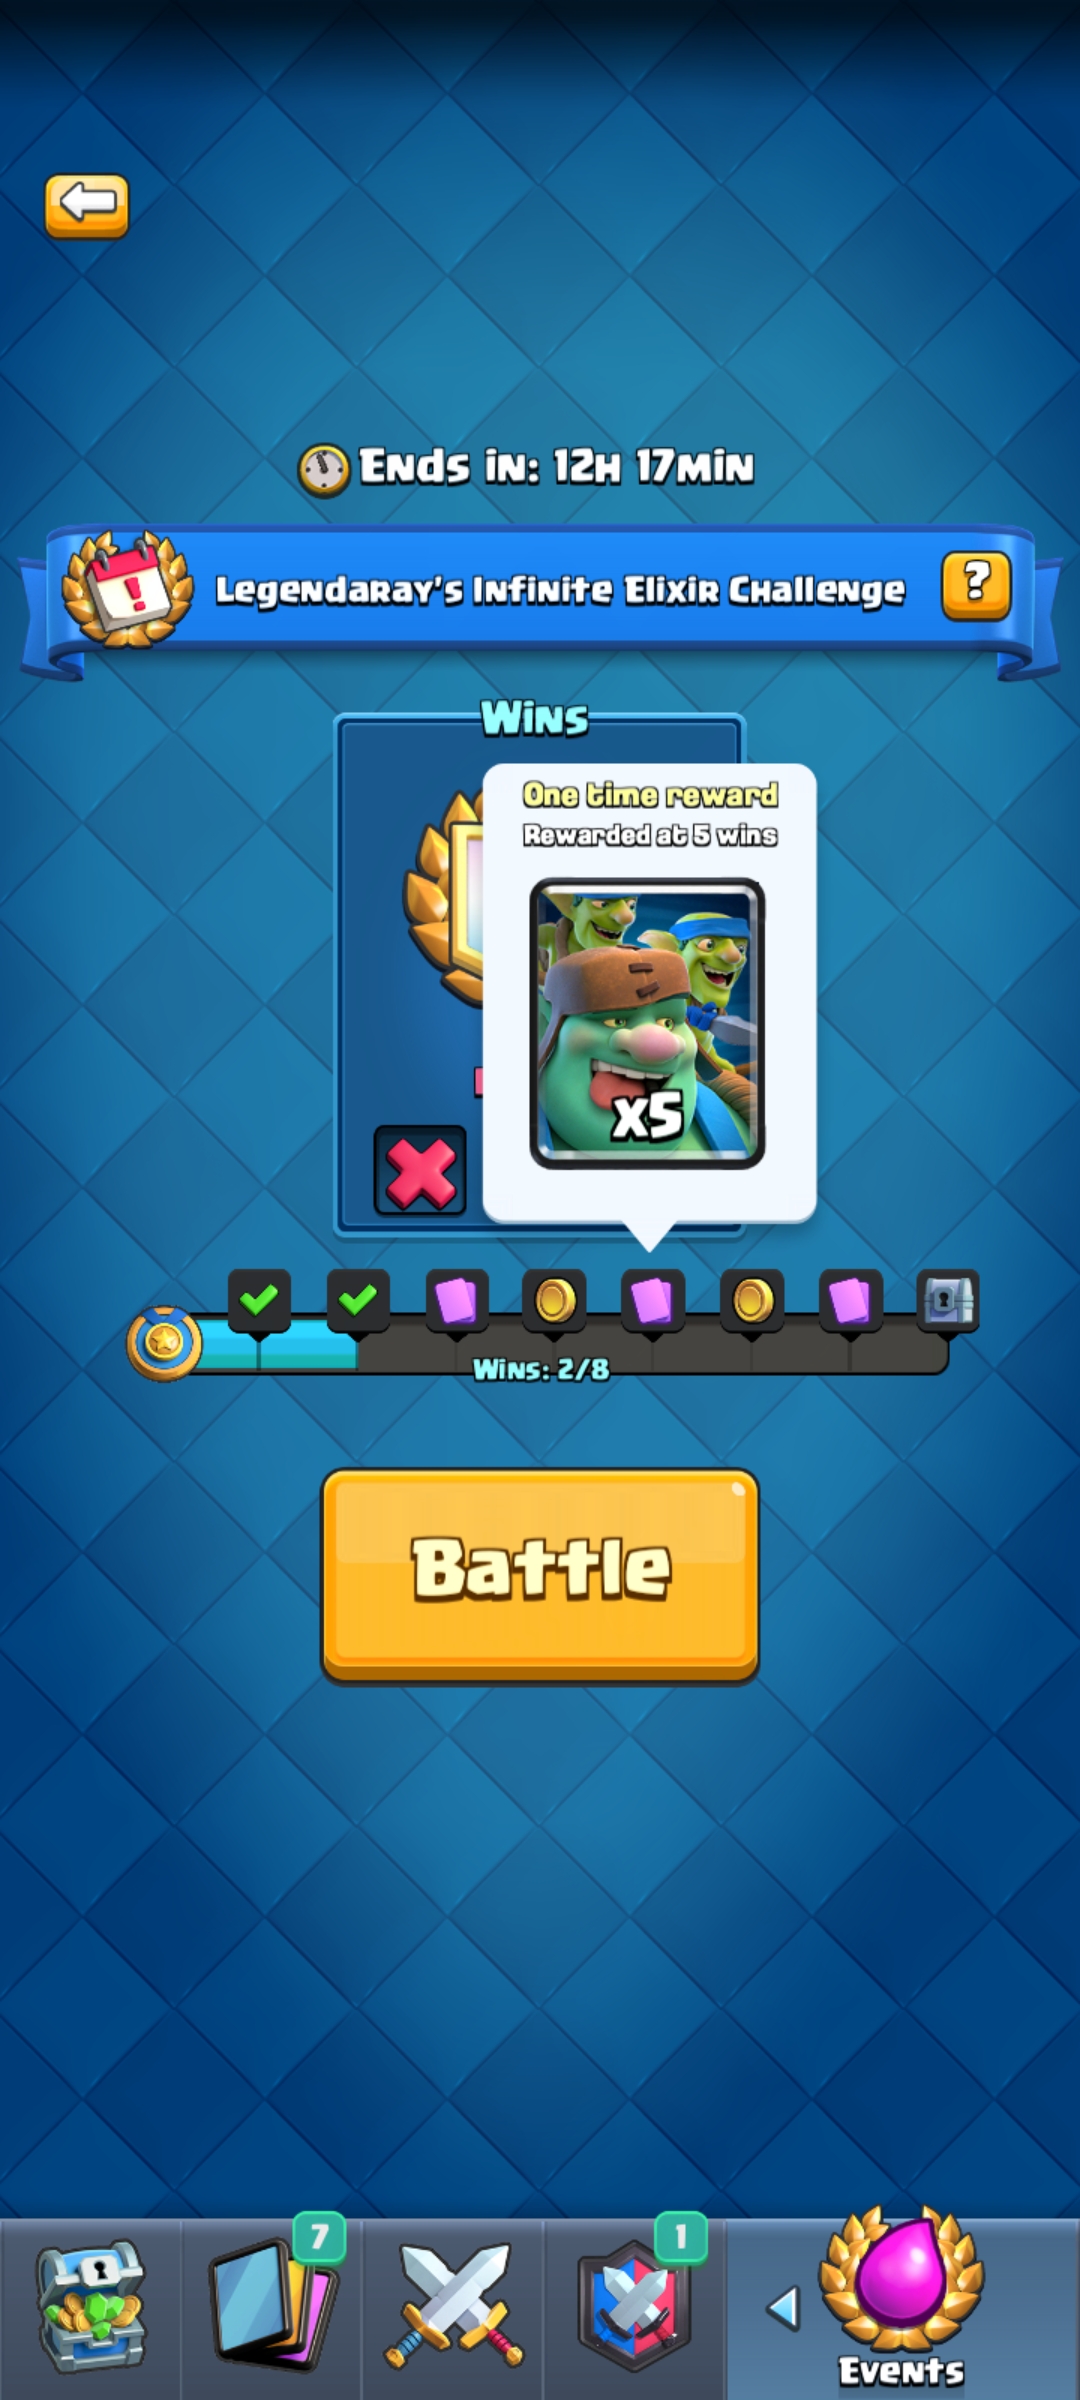 Ends in: 12h 17min
Legendaray's Infinite Elixir Challenge
?
Wins
One time reward
Rewarded at 5 wins
x5
Wins: 2/8
Battle
7
1
Events